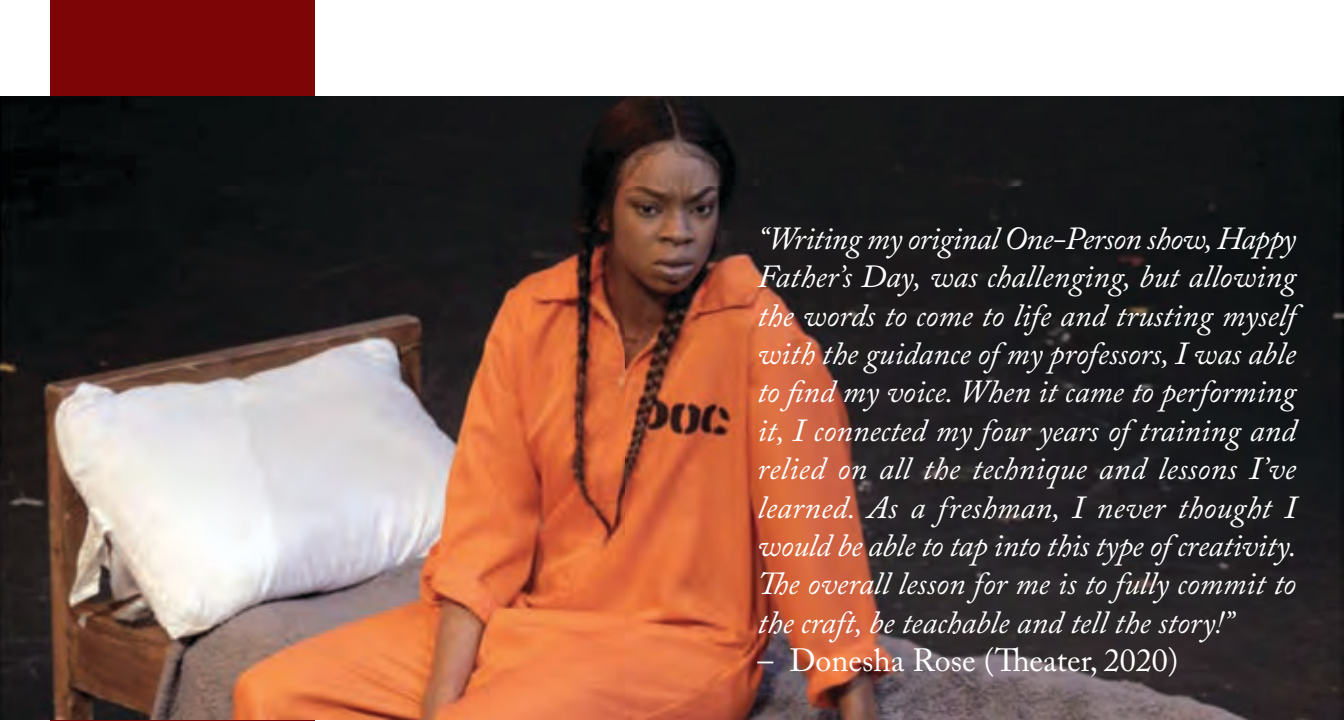 DOC
“Writing my original One-Person show, Happy
Father’s Day, was challenging, but allowing
the words to come to life and trusting myself
with the guidance of my professors, I was able
to find my voice. When it came to performing
it, I connected my four years of training and
relied on all the technique and lessons I’ve
learned. As a freshman, I never thought I
would be able to tap into this type of creativity.
The overall lesson for me is to fully commit to
the craft, be teachable and tell the story!”
– Donesha Rose (Theater, 2020)